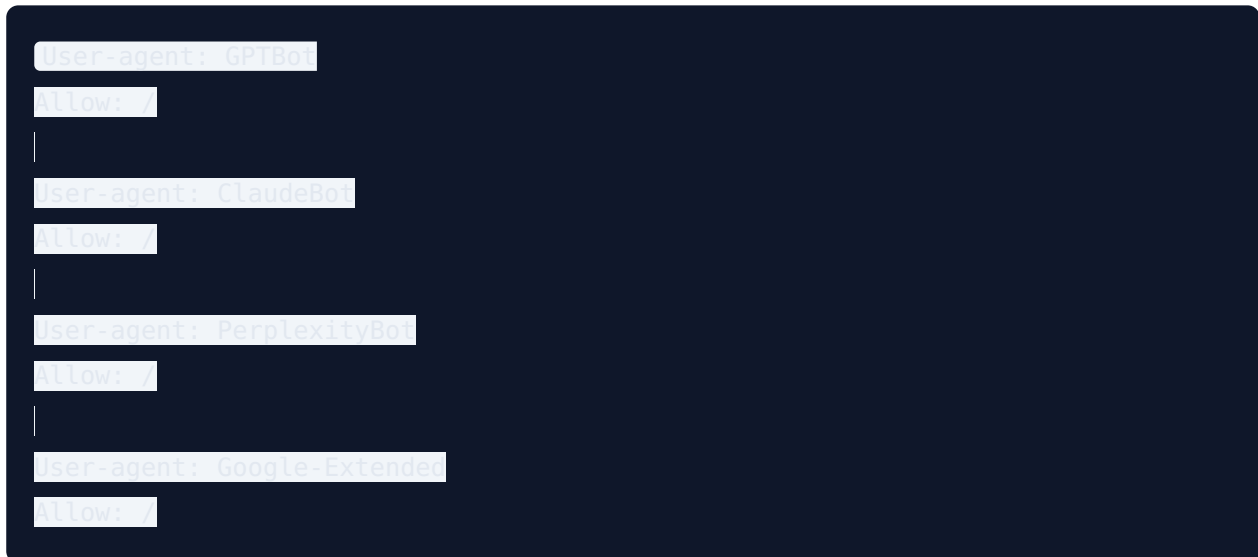 User-agent: GPTBot
Allow: /
User-agent: ClaudeBot
Allow: /
User-agent: PerplexityBot
Allow: /
User-agent: Google-Extended
Allow: /